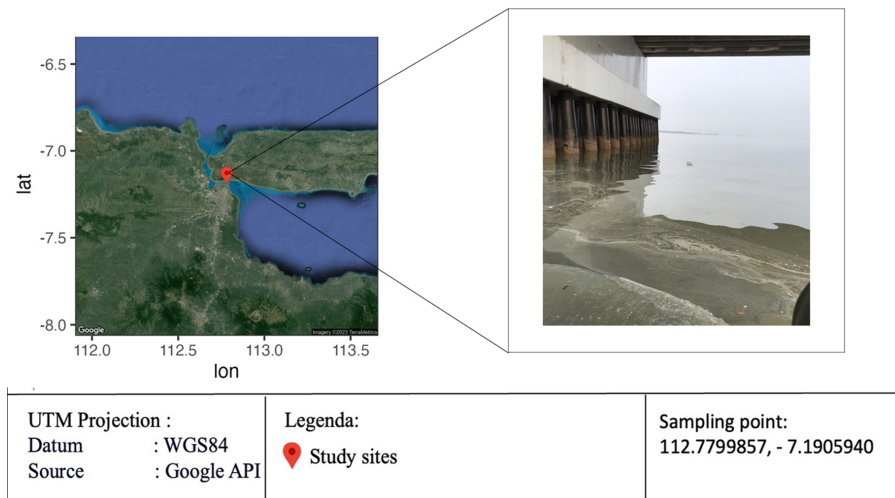 -6.5
-7.0
-7.5
-8.0
lat
Google
Imagery ©2023 TerraMetrics
112.0 112.5 113.0 113.5
lon
UTM Projection :
Datum : WGS84
Source : Google API
Legenda:
Study sites
Sampling point:
112.7799857, - 7.1905940